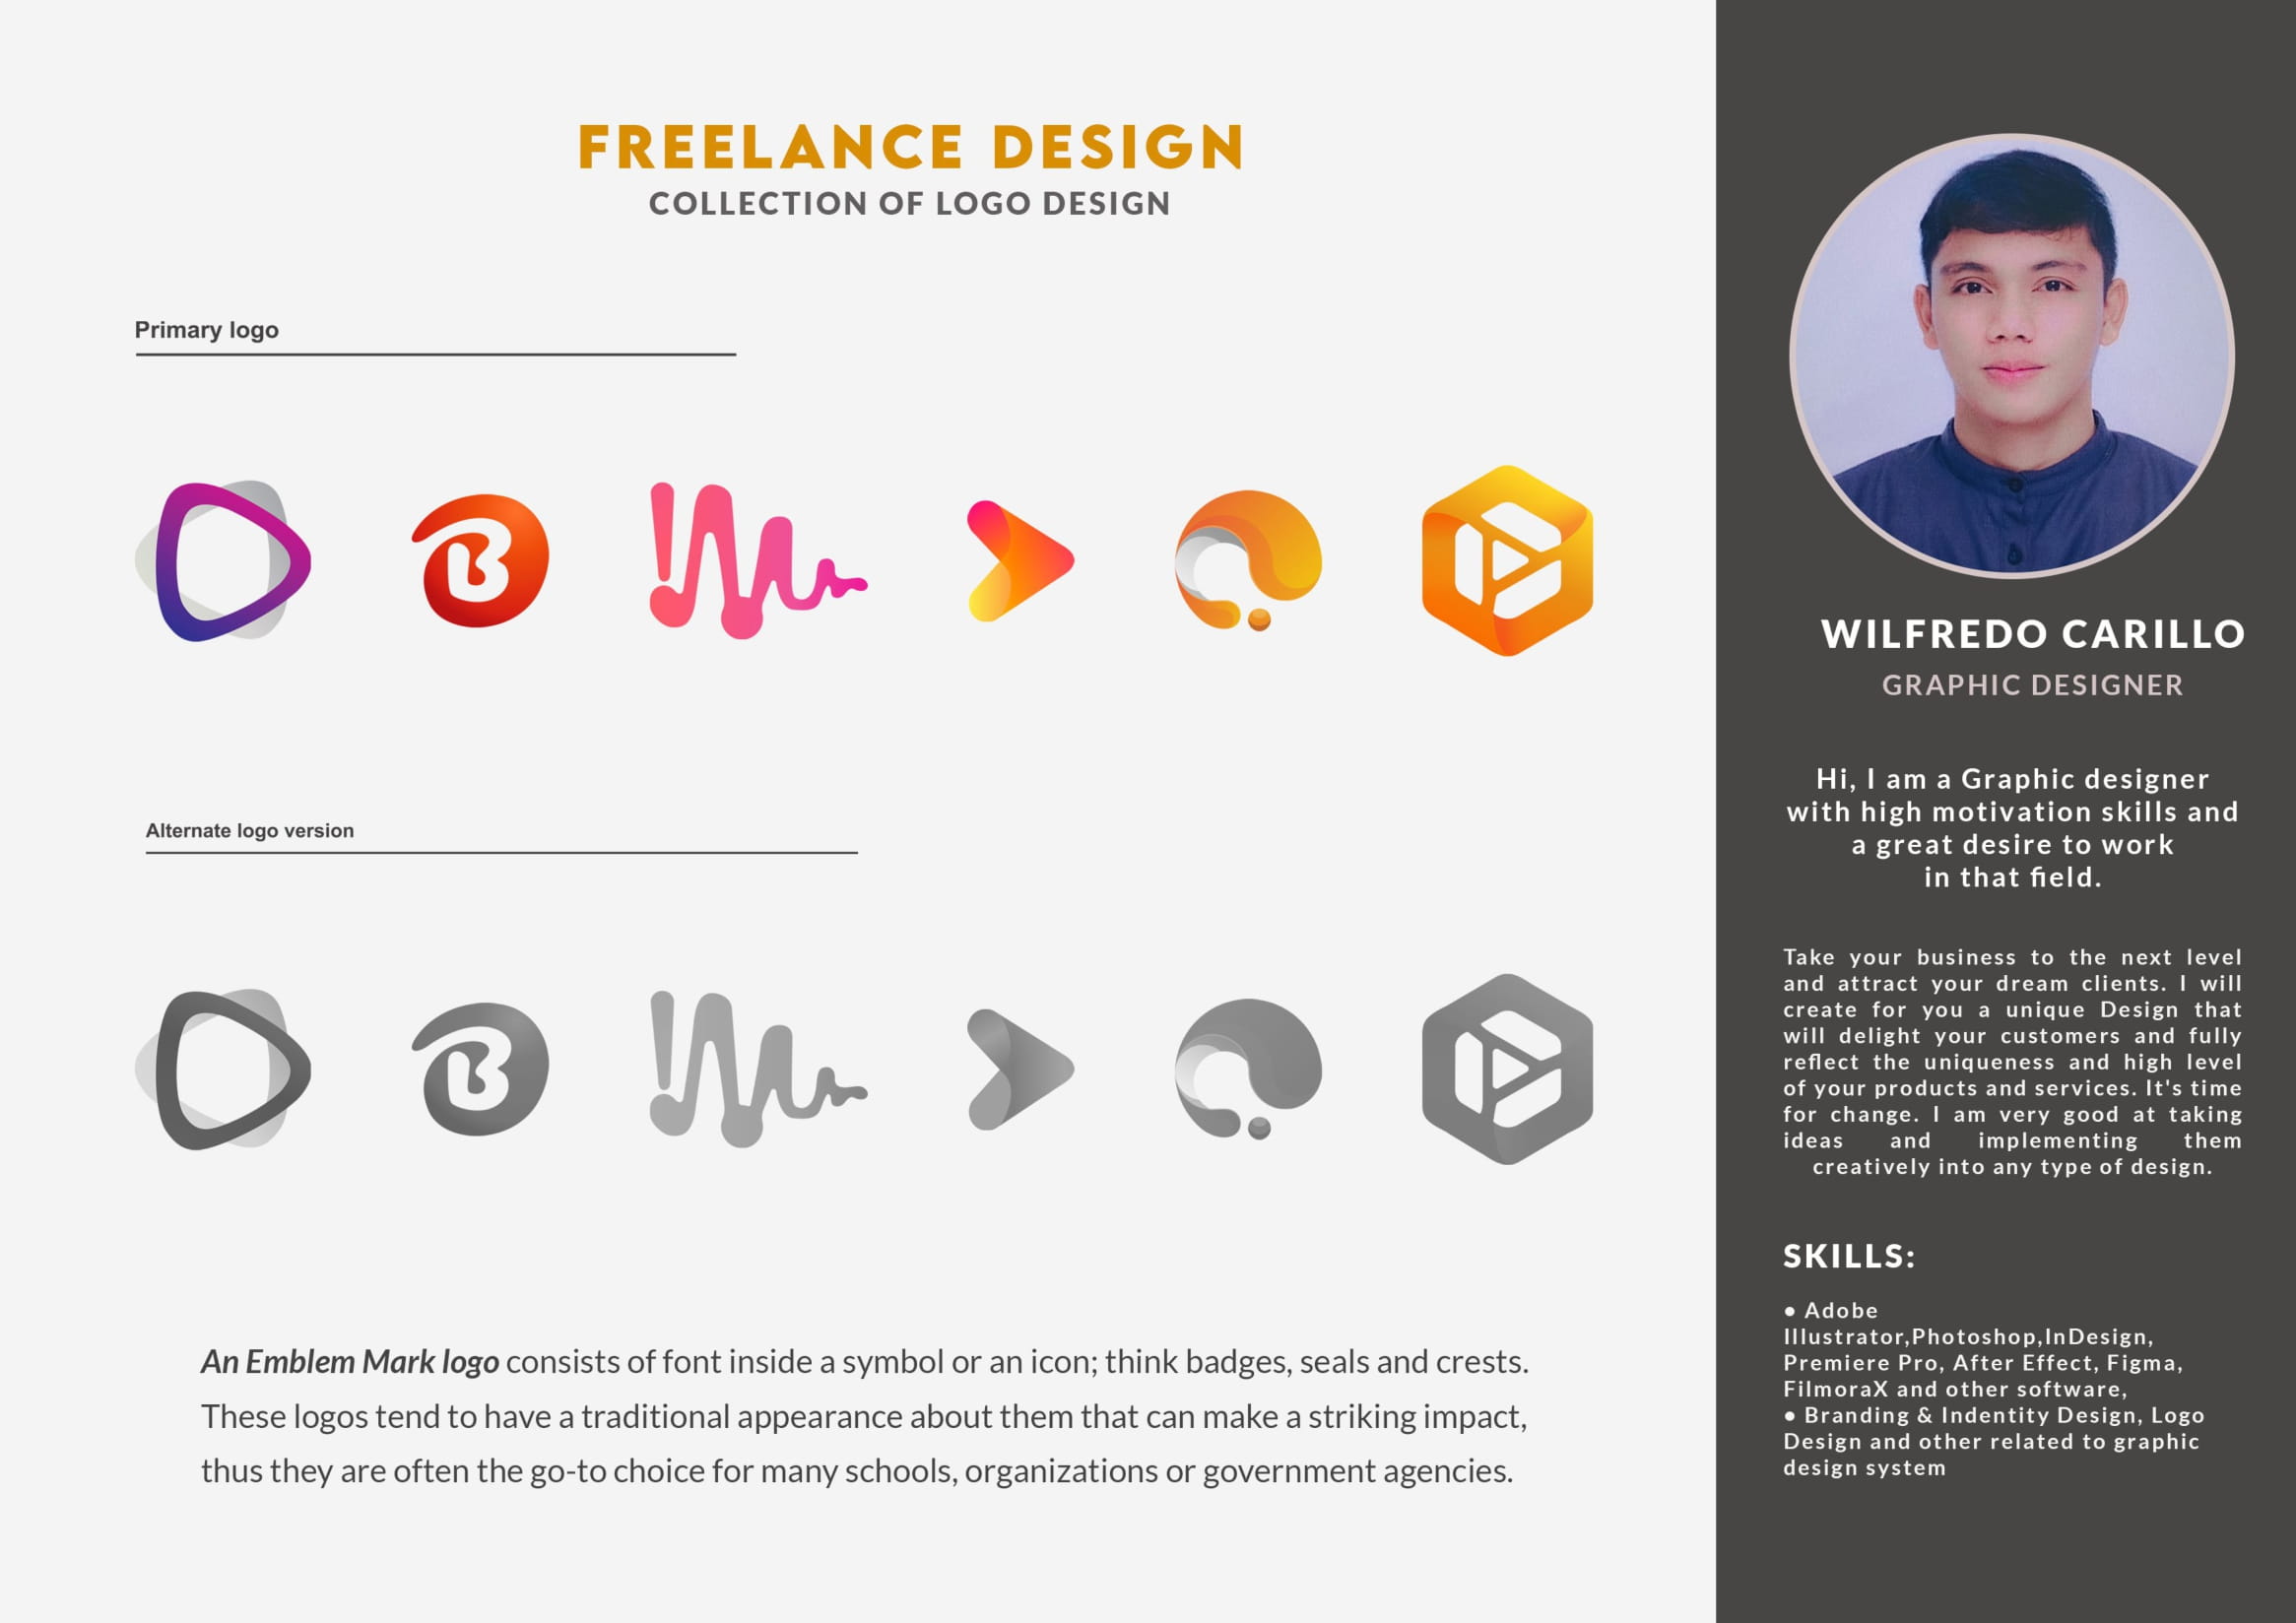 FREELANCE DESIGN
COLLECTION OF LOGO DESIGN
Primary logo
B
Alternate logo version
B
An Emblem Mark logo consists of font inside a symbol or an icon; think badges, seals and crests.
These logos tend to have a traditional appearance about them that can make a striking impact,
thus they are often the go-to choice for many schools, organizations or government agencies.
WILFREDO CARILLO
GRAPHIC DESIGNER
Hi, I am a Graphic designer
with high motivation skills and
a great desire to work
in that field.
Take your business to the next level
and attract your dream clients. I will
create for you a unique Design that
will delight your customers and fully
reflect the uniqueness and high level
of your products and services. It's time
for change. I am very good at taking
ideas and implementing them
creatively into any type of design.
SKILLS:
● Adobe
Illustrator,Photoshop,InDesign,
Premiere Pro, After Effect, Figma,
FilmoraX and other software,
● Branding & Indentity Design, Logo
Design and other related to graphic
design system